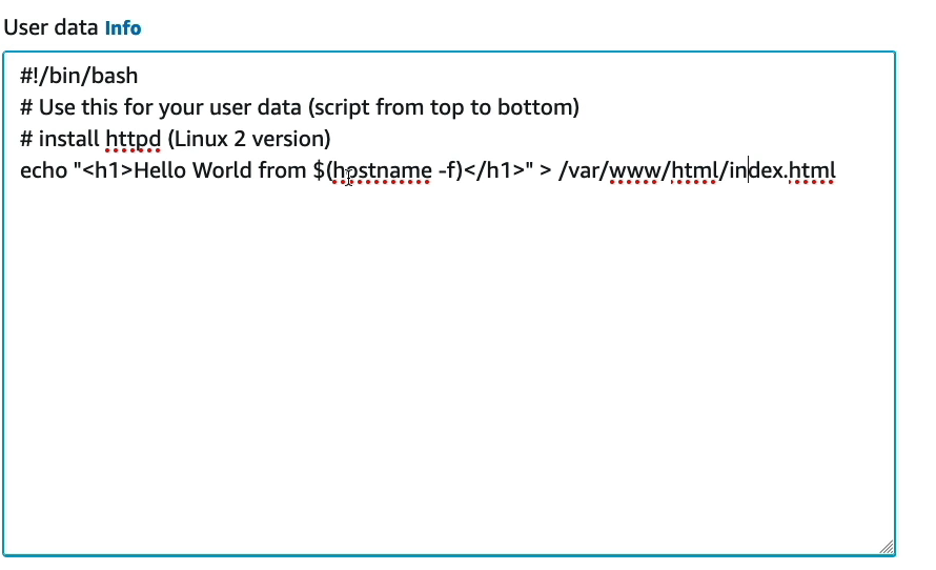 User data Info
#!/bin/bash
# Use this for your user data (script from top to bottom)
# install httpd (Linux 2 version)
echo "<h1>Hello World from $(hostname -f)</h1>" > /var/www/html/index.html